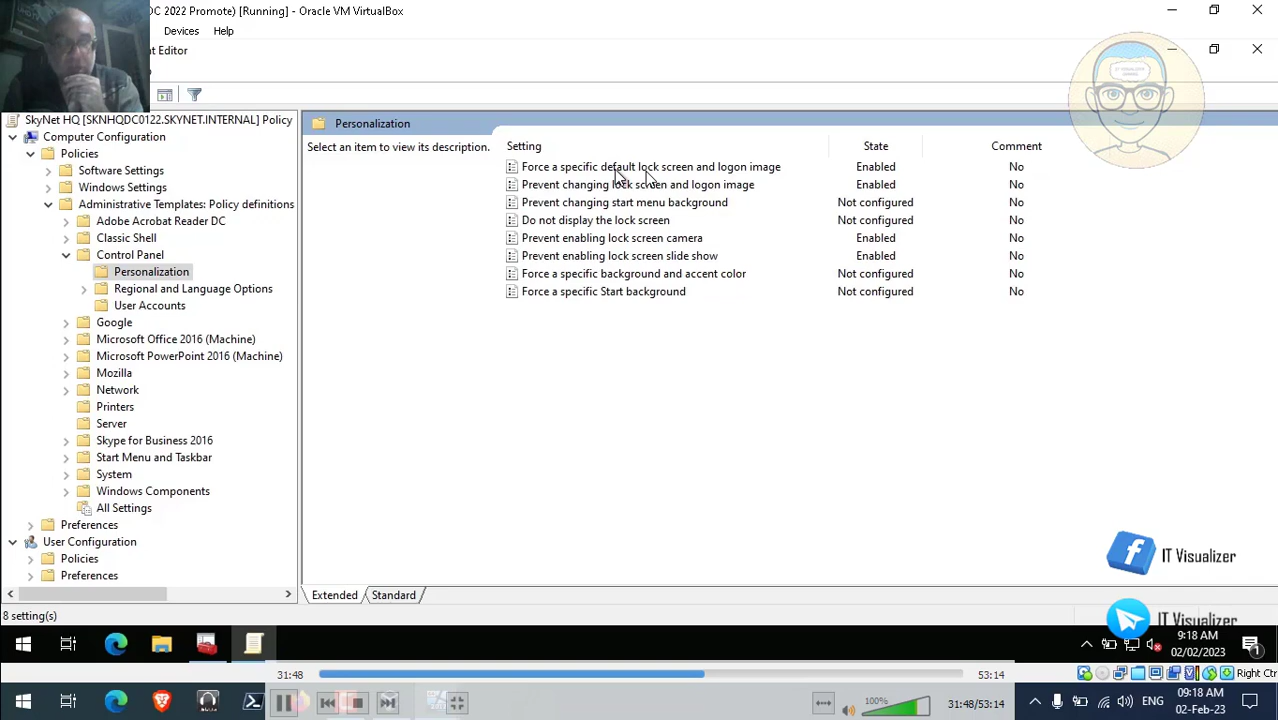 DC 2022 Promote) [Running] - Oracle VM VirtualBox
Devices Help
nt Editor
SkyNet HQ [SKNHQDC0122.SKYNET.INTERNAL] Policy
Computer Configuration
Policies
Software Settings
Windows Settings
Administrative Templates: Policy definitions
Adobe Acrobat Reader DC
Classic Shell
Control Panel
Personalization
Regional and Language Options
User Accounts
Google
Microsoft Office 2016 (Machine)
Microsoft PowerPoint 2016 (Machine)
Mozilla
Network
Printers
Server
Skype for Business 2016
Start Menu and Taskbar
System
Windows Components
All Settings
Preferences
User Configuration
Policies
Preferences
Personalization
Select an item to view its description.
Setting State Comment
Force a specific default lock screen and logon image Enabled No
Prevent changing lock screen and logon image Enabled No
Prevent changing start menu background Not configured No
Do not display the lock screen Not configured No
Prevent enabling lock screen camera Enabled No
Prevent enabling lock screen slide show Enabled No
Force a specific background and accent color Not configured No
Force a specific Start background Not configured No
Extended Standard
8 setting(s)
IT VISUALIZER
IT Visualizer
IT Visualizer
9:18 AM
02/02/2023
1
31:48 53:14
Right Ctr
100%
31:48/53:14
ENG
09:18 AM
02-Feb-23